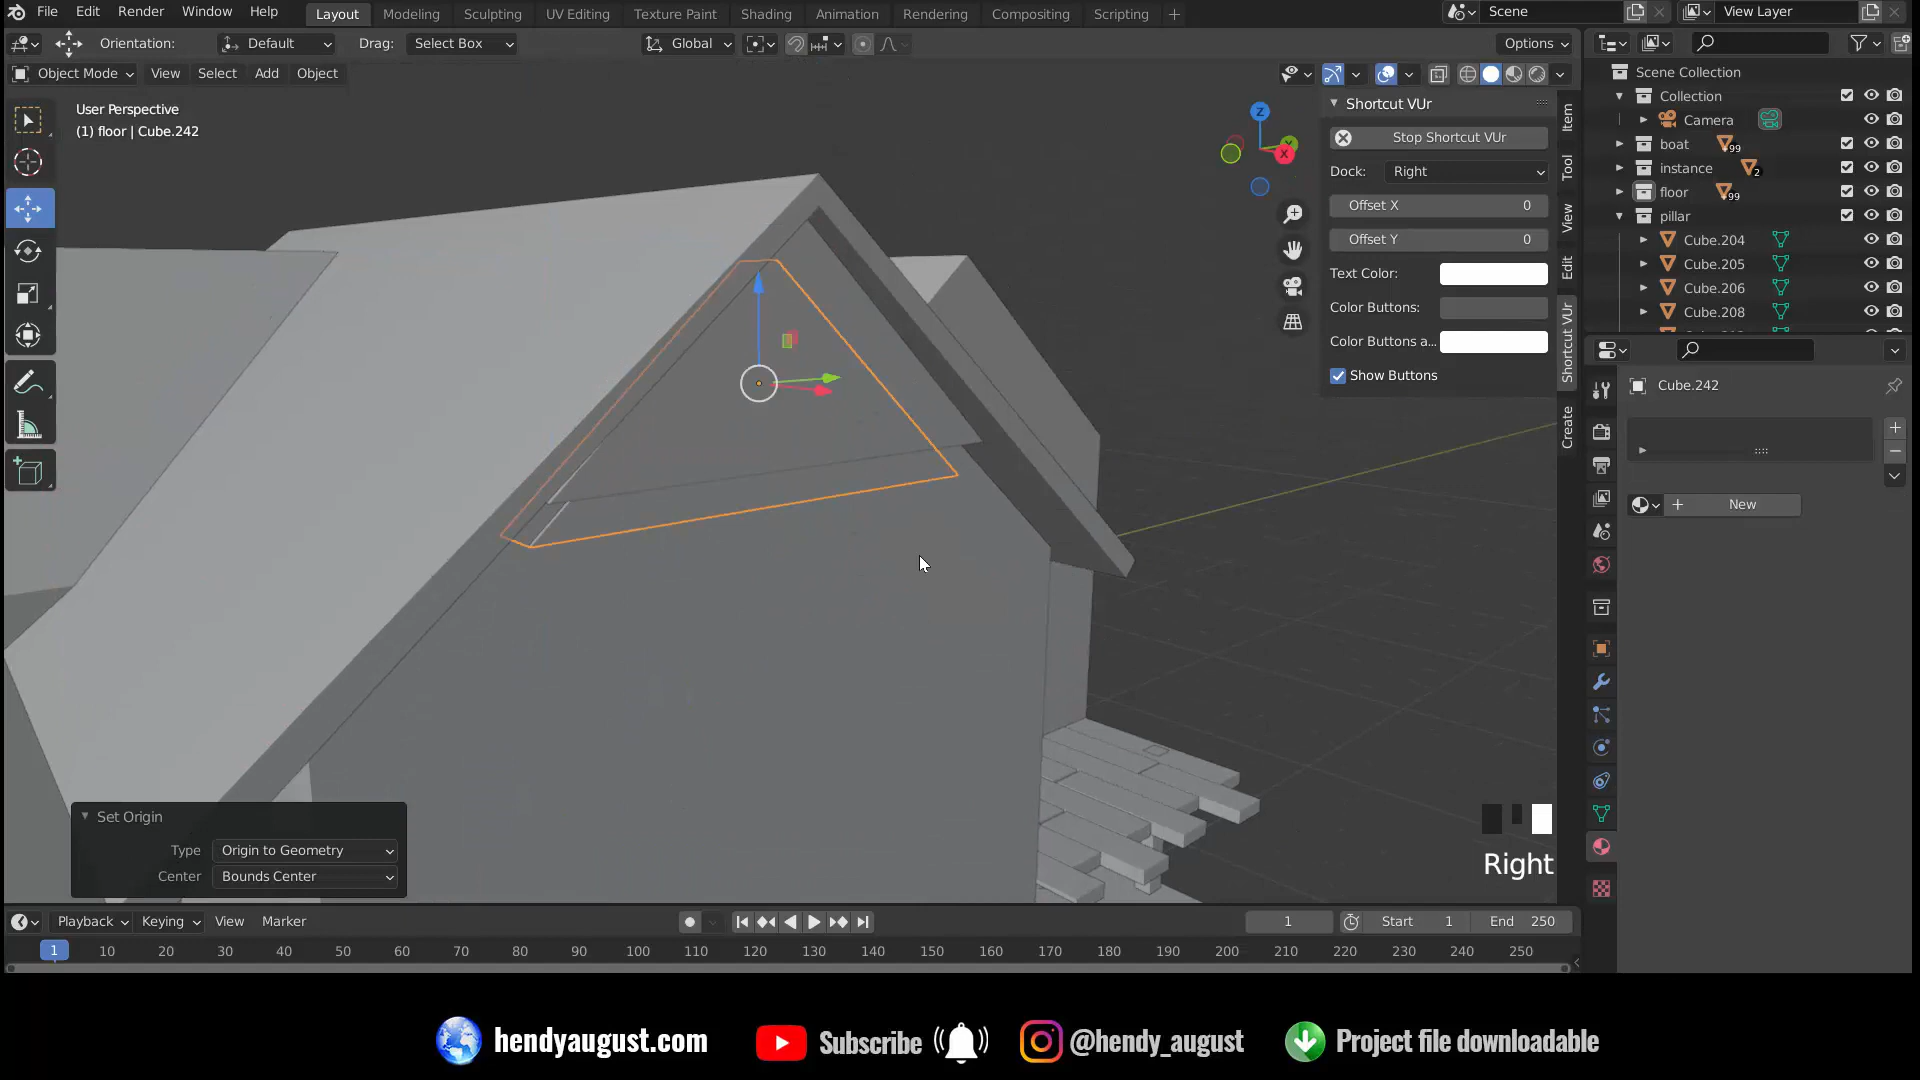 File Edit Render Window Help Layout Modeling Sculpting UV Editing Texture Paint Shading Animation Rendering Compositing Scripting + Scene View Layer
Orientation: Default Drag: Select Box Global Options
Object Mode View Select Add Object
User Perspective
(1) floor | Cube.242
Shortcut VUr
Stop Shortcut VUr
Dock: Right
Offset X 0
Offset Y 0
Text Color:
Color Buttons:
Color Buttons a...
Show Buttons
Item
Tool
View
Edit
Shortcut VUr
Create
Z
X
Scene Collection
Collection
Camera
boat 99
instance 2
floor 99
pillar
Cube.204
Cube.205
Cube.206
Cube.208
Cube.242
New
Set Origin
Type Origin to Geometry
Center Bounds Center
Right
Playback Keying View Marker 1 Start 1 End 250
1 10 20 30 40 50 60 70 80 90 100 110 120 130 140 150 160 170 180 190 200 210 220 230 240 250
hendyaugust.com Subscribe @hendy_august Project file downloadable